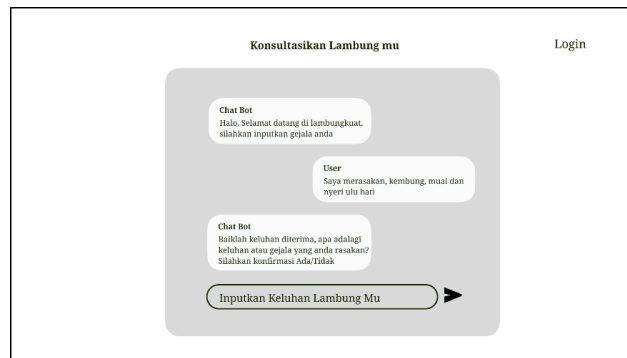 Konsultasikan Lambung mu
Login
Chat Bot
Halo, Selamat datang di lambungkuat,
silahkan inputkan gejala anda
User
Saya merasakan, kembung, mual dan
nyeri ulu hati
Chat Bot
Baiklah keluhan diterima, apa adalagi
keluhan atau gejala yang anda rasakan?
Silahkan konfirmasi Ada/Tidak
Inputkan Keluhan Lambung Mu